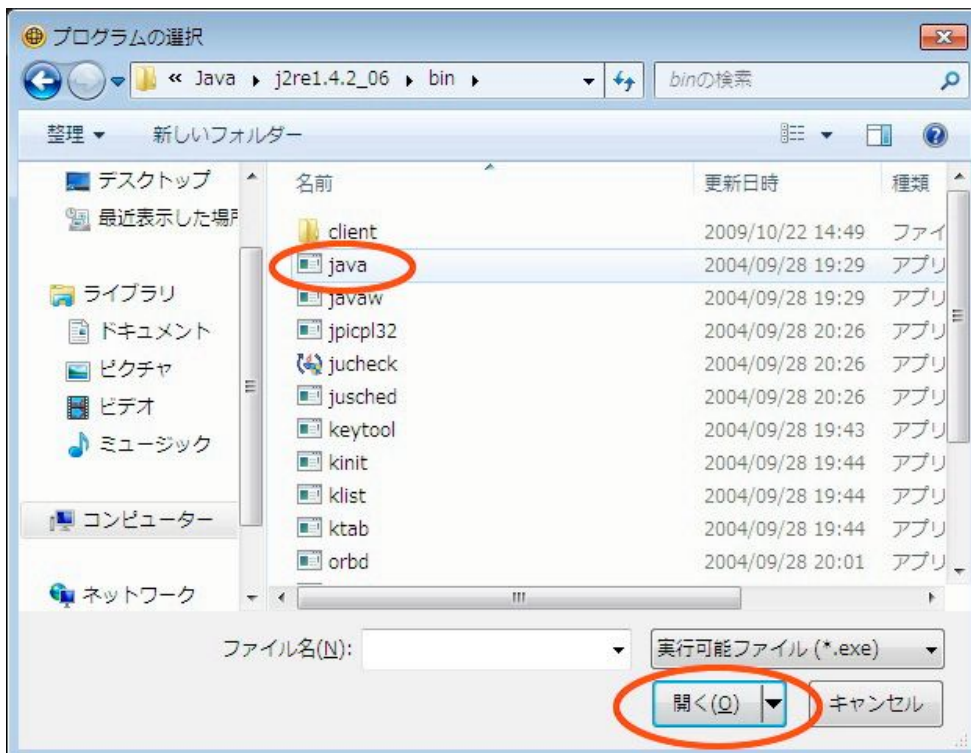 プログラムの選択
« Java ▸ j2re1.4.2_06 ▸ bin ▸
binの検索
整理 ▼ 新しいフォルダー
デスクトップ
最近表示した場所
ライブラリ
ドキュメント
ピクチャ
ビデオ
ミュージック
コンピューター
ネットワーク
名前 更新日時 種類
client 2009/10/22 14:49 ファイ
java 2004/09/28 19:29 アプリ
javaw 2004/09/28 19:29 アプリ
jpicpl32 2004/09/28 20:26 アプリ
jucheck 2004/09/28 20:26 アプリ
jusched 2004/09/28 20:26 アプリ
keytool 2004/09/28 19:43 アプリ
kinit 2004/09/28 19:44 アプリ
klist 2004/09/28 19:44 アプリ
ktab 2004/09/28 19:44 アプリ
orbd 2004/09/28 20:01 アプリ
ファイル名(N):
実行可能ファイル (*.exe)
開く(O) キャンセル